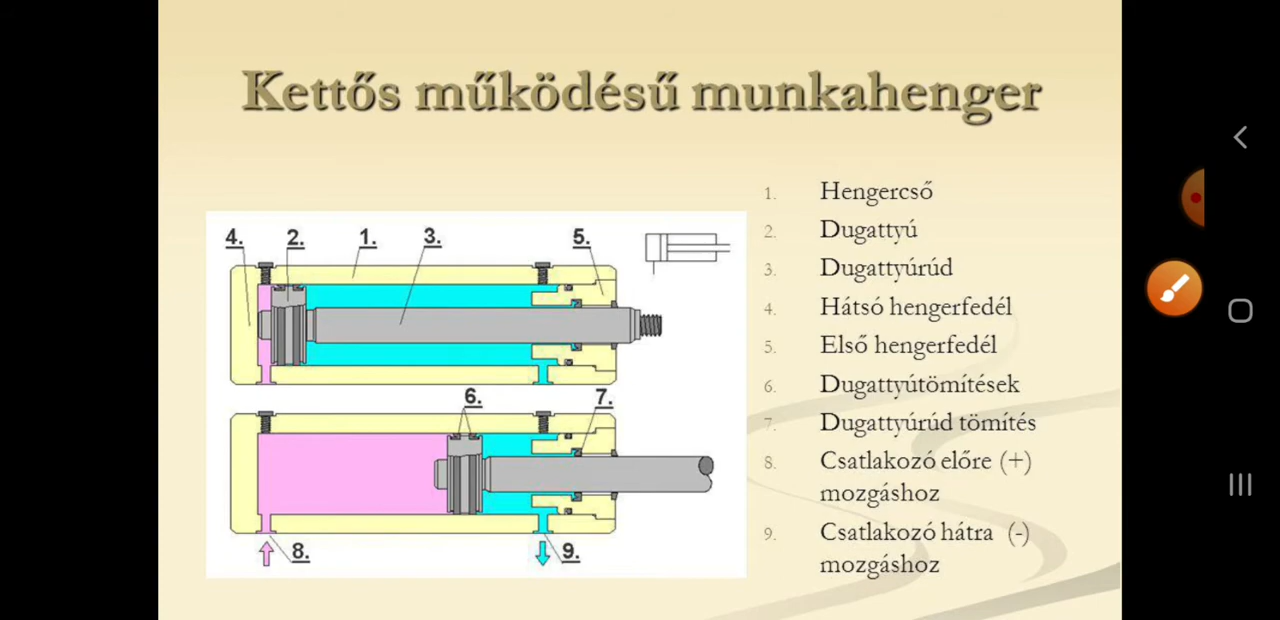 Kettős működésű munkahenger
4. 2. 1. 3. 5.
6. 7.
8. 9.
1. Hengercső
2. Dugattyú
3. Dugattyúrúd
4. Hátsó hengerfedél
5. Első hengerfedél
6. Dugattyútömítések
7. Dugattyúrúd tömítés
8. Csatlakozó előre (+)
mozgáshoz
9. Csatlakozó hátra (-)
mozgáshoz